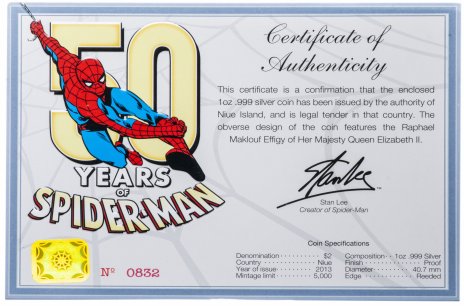 50
YEARS
OF
SPIDER-MAN
Nº 0832
Certificate of
Authenticity
This certificate is a confirmation that the enclosed
1oz .999 silver coin has been issued by the authority of
Niue Island, and is legal tender in that country. The
obverse design of the coin features the Raphael
Maklouf Effigy of Her Majesty Queen Elizabeth II.
Stan Lee
™
Stan Lee
Creator of Spider-Man
Coin Specifications
Denomination $2 Composition 1oz .999 silver
Country Niue Finish Proof
Year of issue 2013 Diameter 40.7 mm
Mintage limit 5,000 Edge Reeded